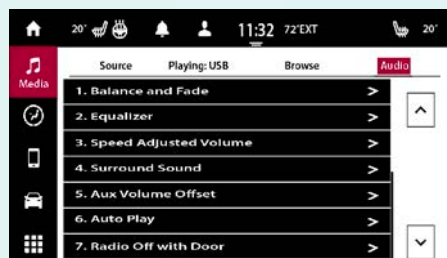 20° 11:32 72°EXT 20°
Source Playing: USB Browse Audio
Media
1. Balance and Fade >
2. Equalizer >
3. Speed Adjusted Volume >
4. Surround Sound >
5. Aux Volume Offset >
6. Auto Play >
7. Radio Off with Door >